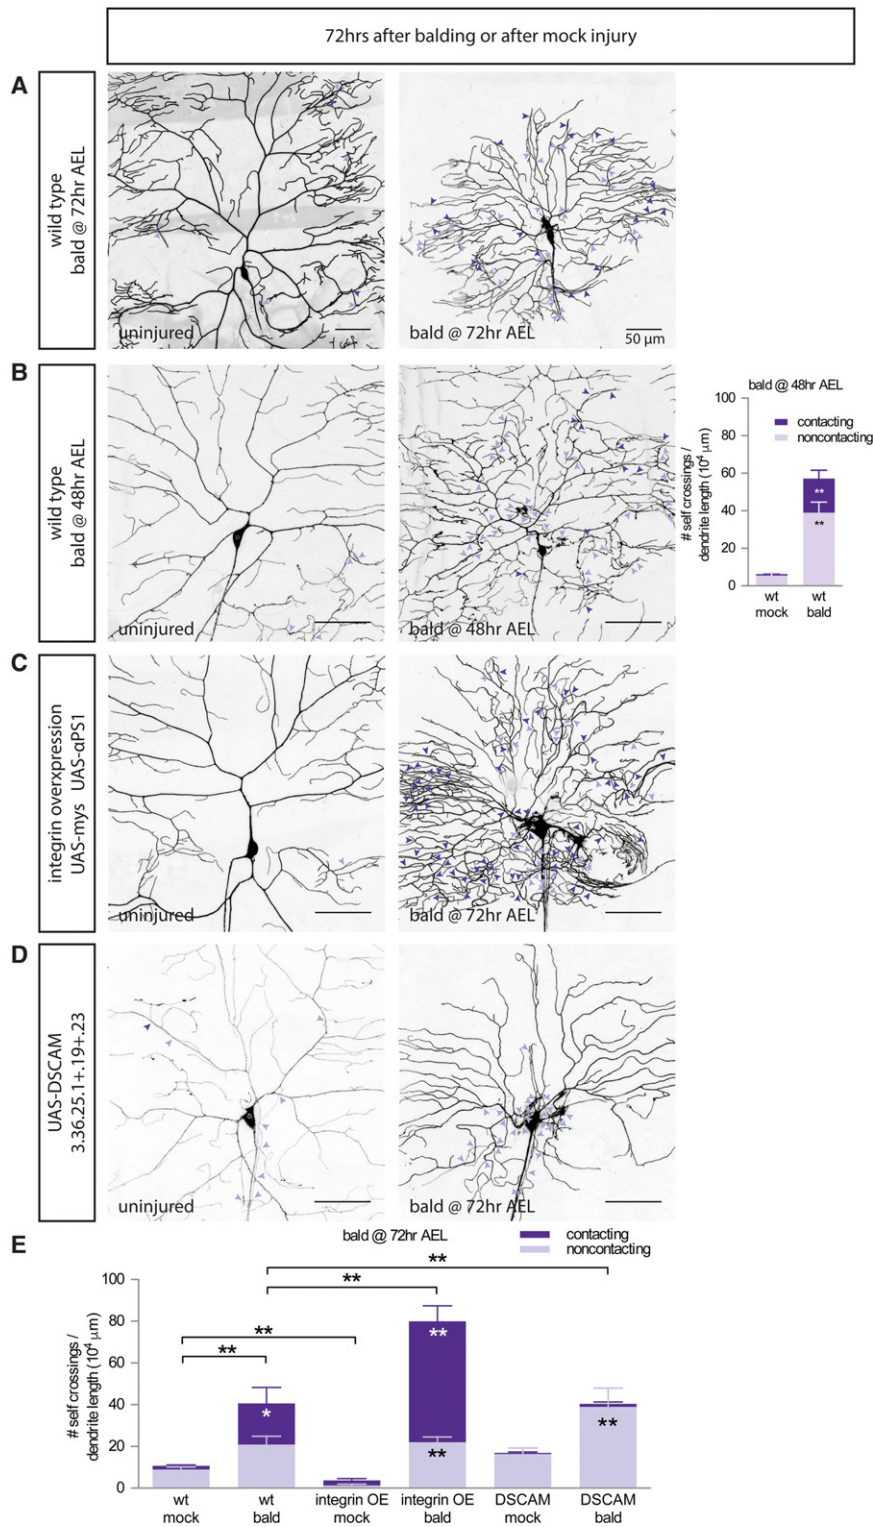 72hrs after balding or after mock injury
A
wild type
bald @ 72hr AEL
uninjured
bald @ 72hr AEL
50 μm
B
wild type
bald @ 48hr AEL
uninjured
bald @ 48hr AEL
bald @ 48hr AEL
contacting
noncontacting
# self crossings /
dendrite length (10⁴ μm)
100
80
60
40
20
0
**
**
wt
mock
wt
bald
C
integrin overxpression
UAS-mys UAS-αPS1
uninjured
bald @ 72hr AEL
D
UAS-DSCAM
3.36.25.1+.19+.23
uninjured
bald @ 72hr AEL
E
bald @ 72hr AEL
contacting
noncontacting
# self crossings /
dendrite length (10⁴ μm)
100
80
60
40
20
0
**
**
**
**
*
**
**
**
wt
mock
wt
bald
integrin OE
mock
integrin OE
bald
DSCAM
mock
DSCAM
bald